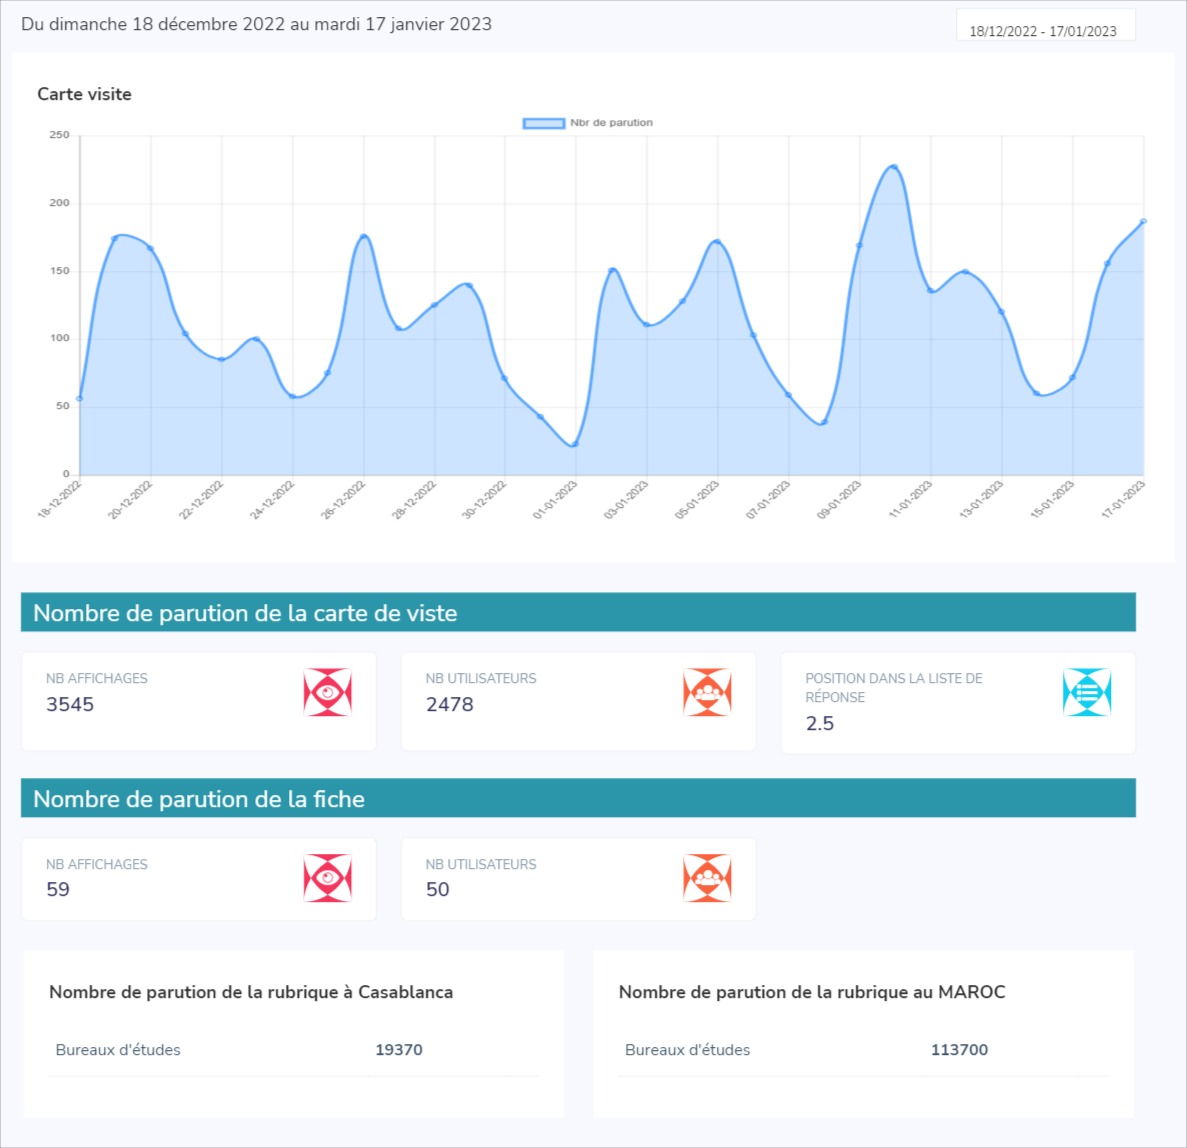 Du dimanche 18 décembre 2022 au mardi 17 janvier 2023
18/12/2022 - 17/01/2023
Carte visite
Nbr de parution
250
200
150
100
50
0
18-12-2022
20-12-2022
22-12-2022
24-12-2022
26-12-2022
28-12-2022
30-12-2022
01-01-2023
03-01-2023
05-01-2023
07-01-2023
09-01-2023
11-01-2023
13-01-2023
15-01-2023
17-01-2023
Nombre de parution de la carte de viste
NB AFFICHAGES
3545
NB UTILISATEURS
2478
POSITION DANS LA LISTE DE
RÉPONSE
2.5
Nombre de parution de la fiche
NB AFFICHAGES
59
NB UTILISATEURS
50
Nombre de parution de la rubrique à Casablanca
Bureaux d'études 19370
Nombre de parution de la rubrique au MAROC
Bureaux d'études 113700